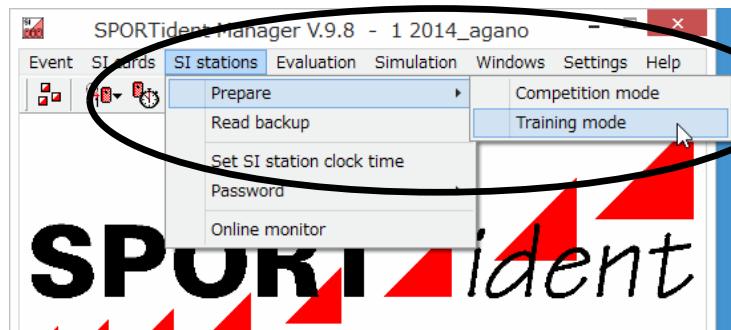 SPORTident Manager V.9.8 - 1 2014_agano
Event SI cards SI stations Evaluation Simulation Windows Settings Help
Prepare
Competition mode
Read backup
Training mode
Set SI station clock time
Password
Online monitor
SPORTident